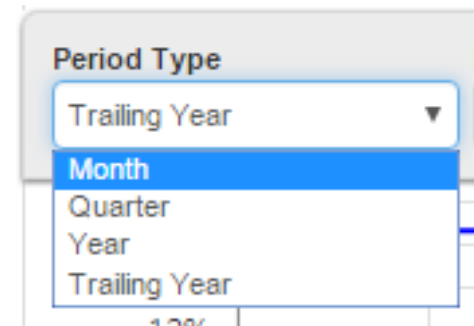 Period Type
Trailing Year
Month
Quarter
Year
Trailing Year